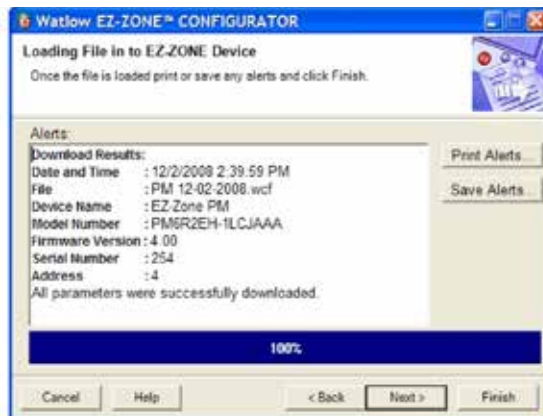 Watlow EZ-ZONE™ CONFIGURATOR
Loading File in to EZ-ZONE Device
Once the file is loaded print or save any alerts and click Finish.
Alerts:
Download Results:
Date and Time : 12/2/2008 2:39:59 PM
File : PM 12-02-2008.wcf
Device Name : EZ-Zone PM
Model Number : PM6R2EH-1LCJAAA
Firmware Version : 4.00
Serial Number : 254
Address : 4
All parameters were successfully downloaded.
Print Alerts...
Save Alerts...
100%
Cancel Help < Back Next > Finish